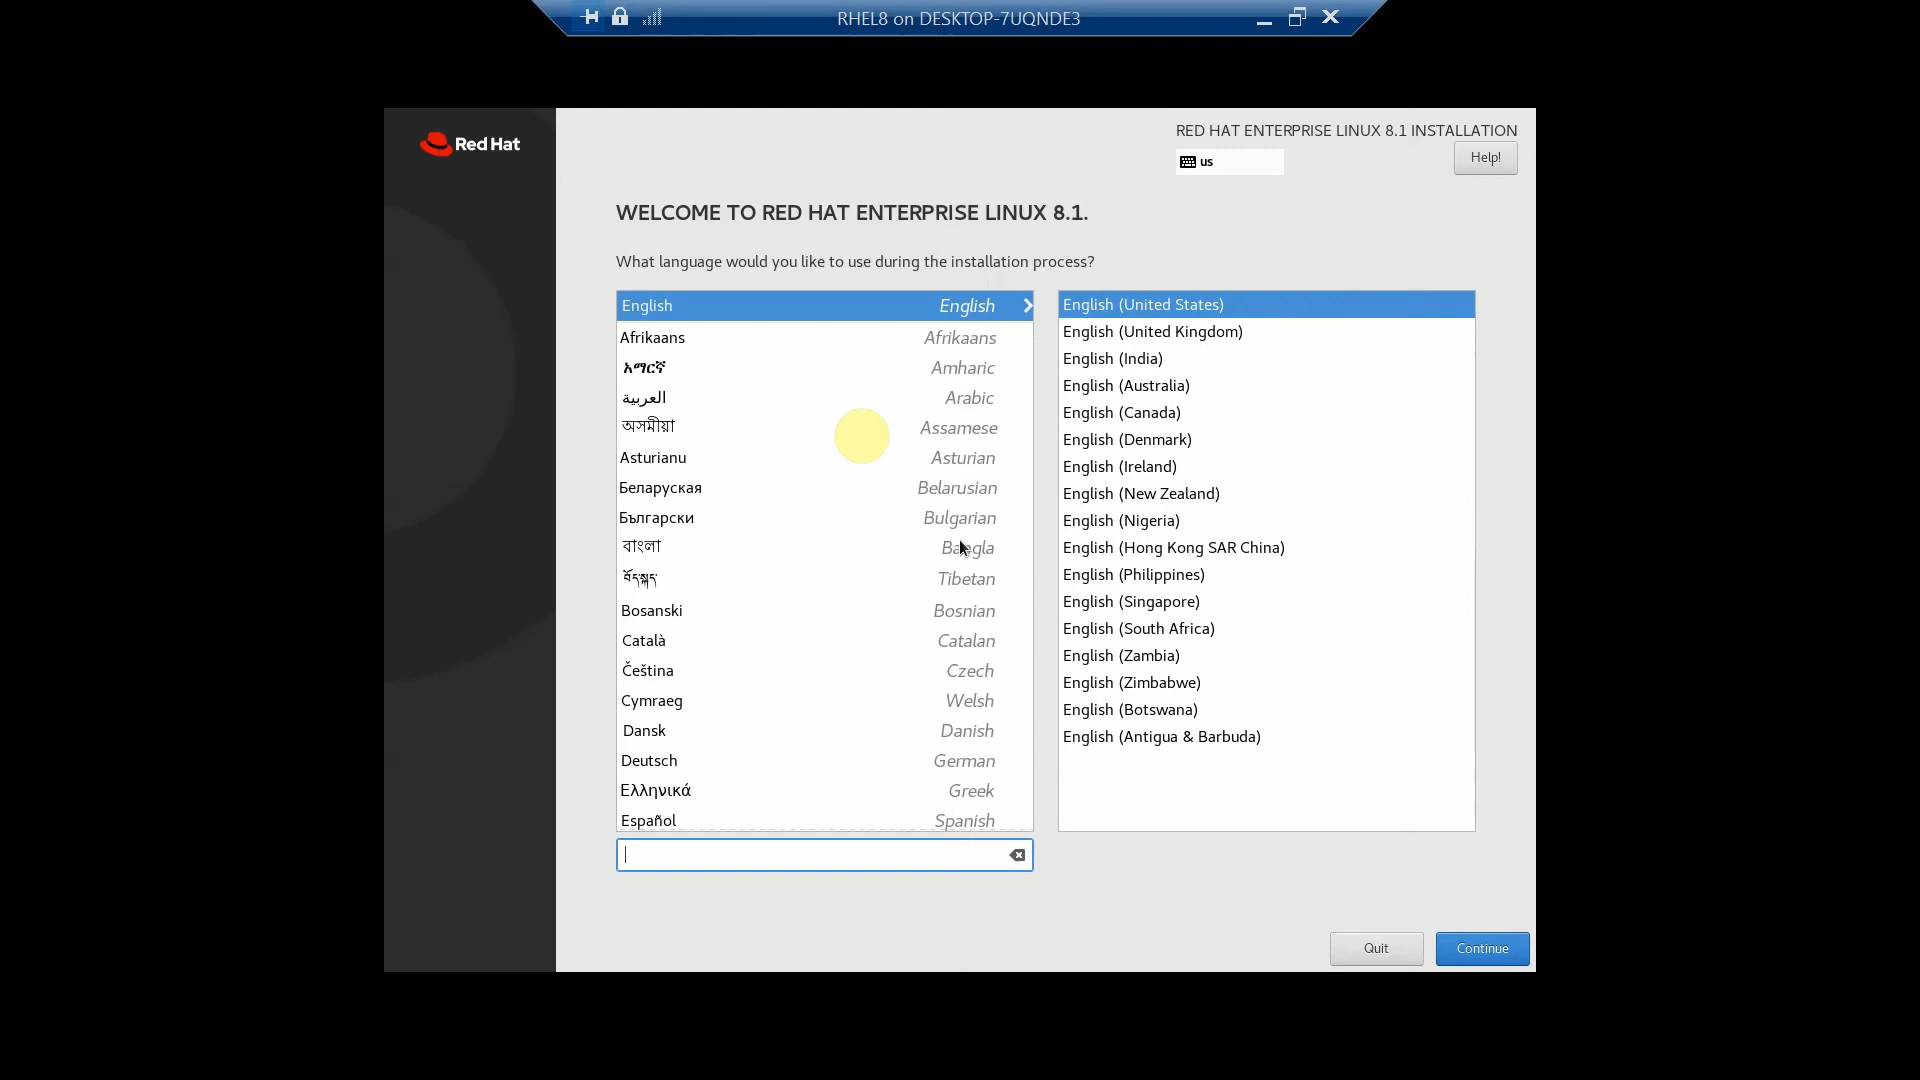 RHEL8 on DESKTOP-7UQNDE3
Red Hat
RED HAT ENTERPRISE LINUX 8.1 INSTALLATION
us
Help!
WELCOME TO RED HAT ENTERPRISE LINUX 8.1.
What language would you like to use during the installation process?
English English
Afrikaans Afrikaans
አማርኛ Amharic
العربية Arabic
অসমীয়া Assamese
Asturianu Asturian
Беларуская Belarusian
Български Bulgarian
বাংলা Bangla
བོད་སྐད་ Tibetan
Bosanski Bosnian
Català Catalan
Čeština Czech
Cymraeg Welsh
Dansk Danish
Deutsch German
Ελληνικά Greek
Español Spanish
English (United States)
English (United Kingdom)
English (India)
English (Australia)
English (Canada)
English (Denmark)
English (Ireland)
English (New Zealand)
English (Nigeria)
English (Hong Kong SAR China)
English (Philippines)
English (Singapore)
English (South Africa)
English (Zambia)
English (Zimbabwe)
English (Botswana)
English (Antigua & Barbuda)
Quit
Continue